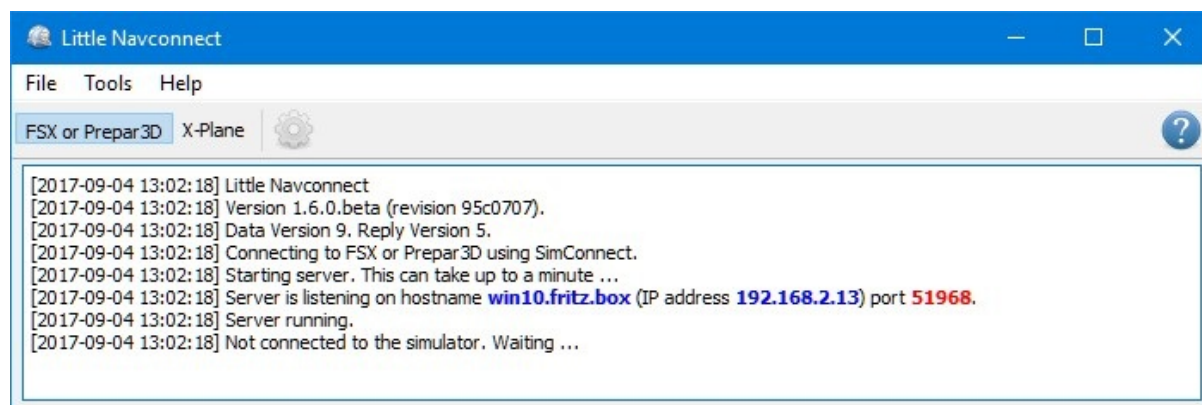 Little Navconnect
File Tools Help
FSX or Prepar3D X-Plane ?
[2017-09-04 13:02:18] Little Navconnect
[2017-09-04 13:02:18] Version 1.6.0.beta (revision 95c0707).
[2017-09-04 13:02:18] Data Version 9. Reply Version 5.
[2017-09-04 13:02:18] Connecting to FSX or Prepar3D using SimConnect.
[2017-09-04 13:02:18] Starting server. This can take up to a minute ...
[2017-09-04 13:02:18] Server is listening on hostname win10.fritz.box (IP address 192.168.2.13) port 51968.
[2017-09-04 13:02:18] Server running.
[2017-09-04 13:02:18] Not connected to the simulator. Waiting ...